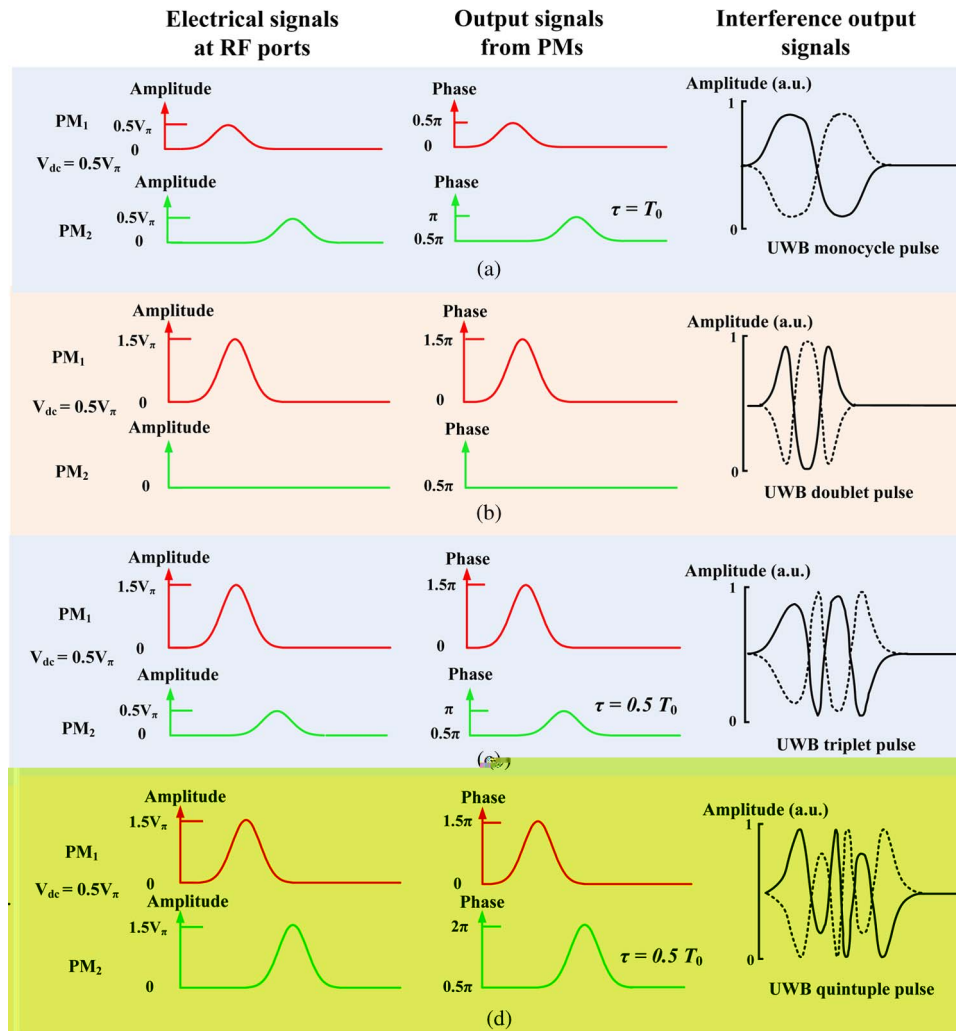 Electrical signals
at RF ports
Output signals
from PMs
Interference output
signals
Amplitude
PM₁
0.5Vπ
0
V_dc = 0.5Vπ
Phase
0.5π
0
Amplitude (a.u.)
1
0
Amplitude
PM₂
0.5Vπ
0
Phase
π
0.5π
τ = T₀
UWB monocycle pulse
(a)
Amplitude
PM₁
1.5Vπ
0
V_dc = 0.5Vπ
Phase
1.5π
0
Amplitude (a.u.)
1
0
Amplitude
PM₂
0
Phase
0.5π
UWB doublet pulse
(b)
Amplitude
PM₁
1.5Vπ
0
V_dc = 0.5Vπ
Phase
1.5π
0
Amplitude (a.u.)
1
0
Amplitude
PM₂
0.5Vπ
0
Phase
π
0.5π
τ = 0.5 T₀
UWB triplet pulse
Amplitude
PM₁
1.5Vπ
0
V_dc = 0.5Vπ
Phase
1.5π
0
Amplitude (a.u.)
1
0
Amplitude
PM₂
1.5Vπ
0
Phase
2π
0.5π
τ = 0.5 T₀
UWB quintuple pulse
(d)